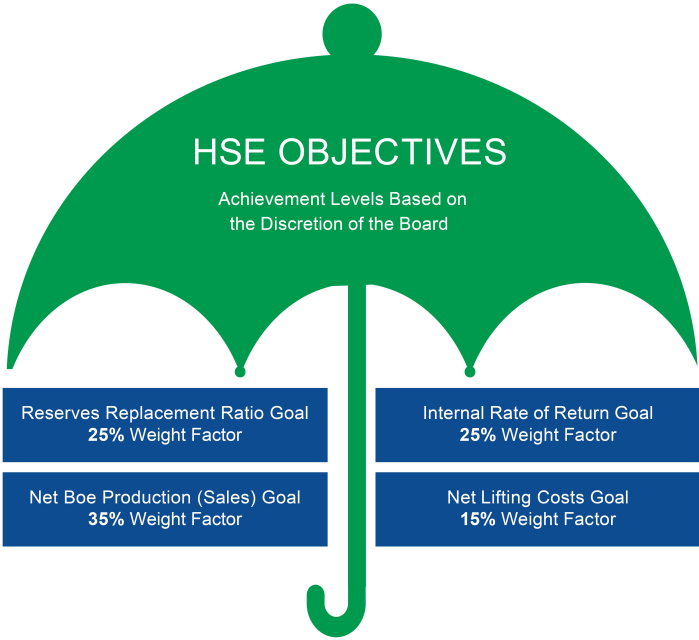 HSE OBJECTIVES
Achievement Levels Based on
the Discretion of the Board
Reserves Replacement Ratio Goal
25% Weight Factor
Internal Rate of Return Goal
25% Weight Factor
Net Boe Production (Sales) Goal
35% Weight Factor
Net Lifting Costs Goal
15% Weight Factor